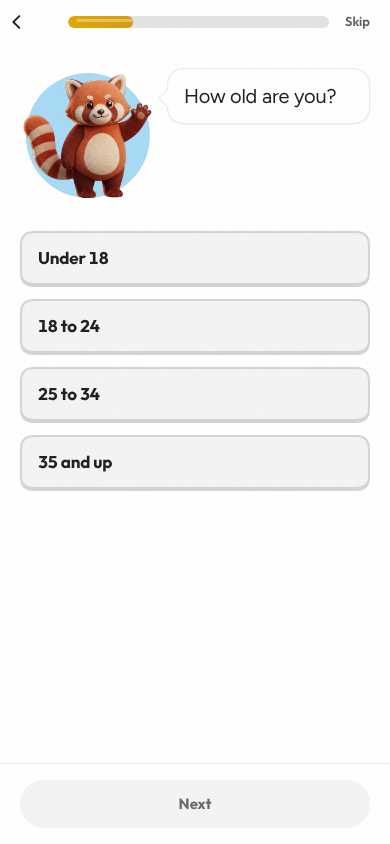 Skip
How old are you?
Under 18
18 to 24
25 to 34
35 and up
Next